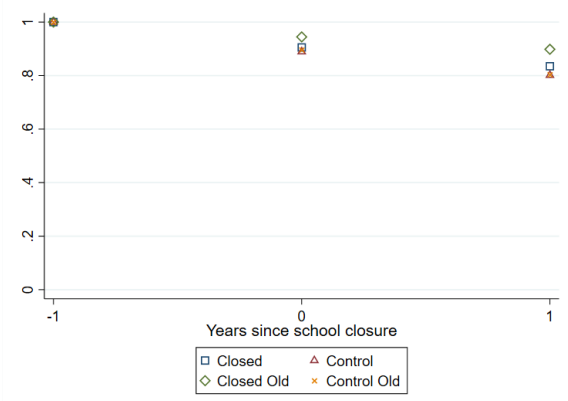 1
.8
.6
.4
.2
0
-1 0 1
Years since school closure
Closed Control
Closed Old Control Old